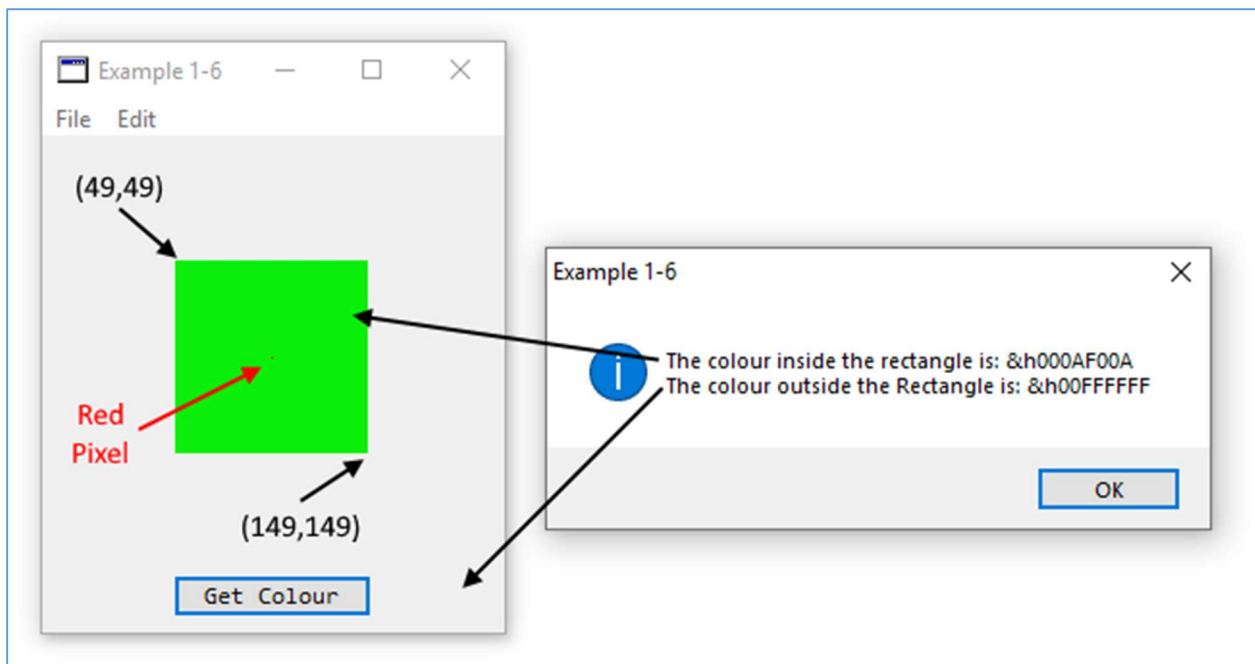 Example 1-6
File Edit
(49,49)
Red
Pixel
(149,149)
Get Colour
Example 1-6
The colour inside the rectangle is: &h000AF00A
The colour outside the Rectangle is: &h00FFFFFF
OK